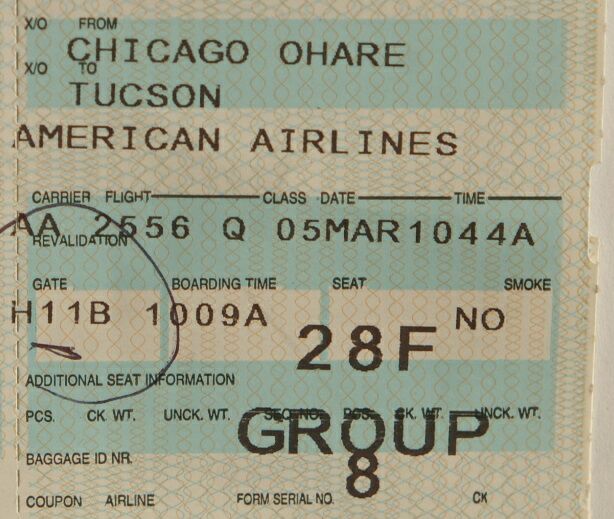 X/O FROM
CHICAGO OHARE
X/O TO
TUCSON
AMERICAN AIRLINES
CARRIER FLIGHT CLASS DATE TIME
AA 2556 Q 05MAR1044A
REVALIDATION
GATE BOARDING TIME SEAT SMOKE
H11B 1009A 28F NO
ADDITIONAL SEAT INFORMATION
PCS. CK. WT. UNCK. WT. SEQ. NO. PCS. CK. WT. UNCK. WT.
GROUP
8
BAGGAGE ID NR.
COUPON AIRLINE FORM SERIAL NO. CK